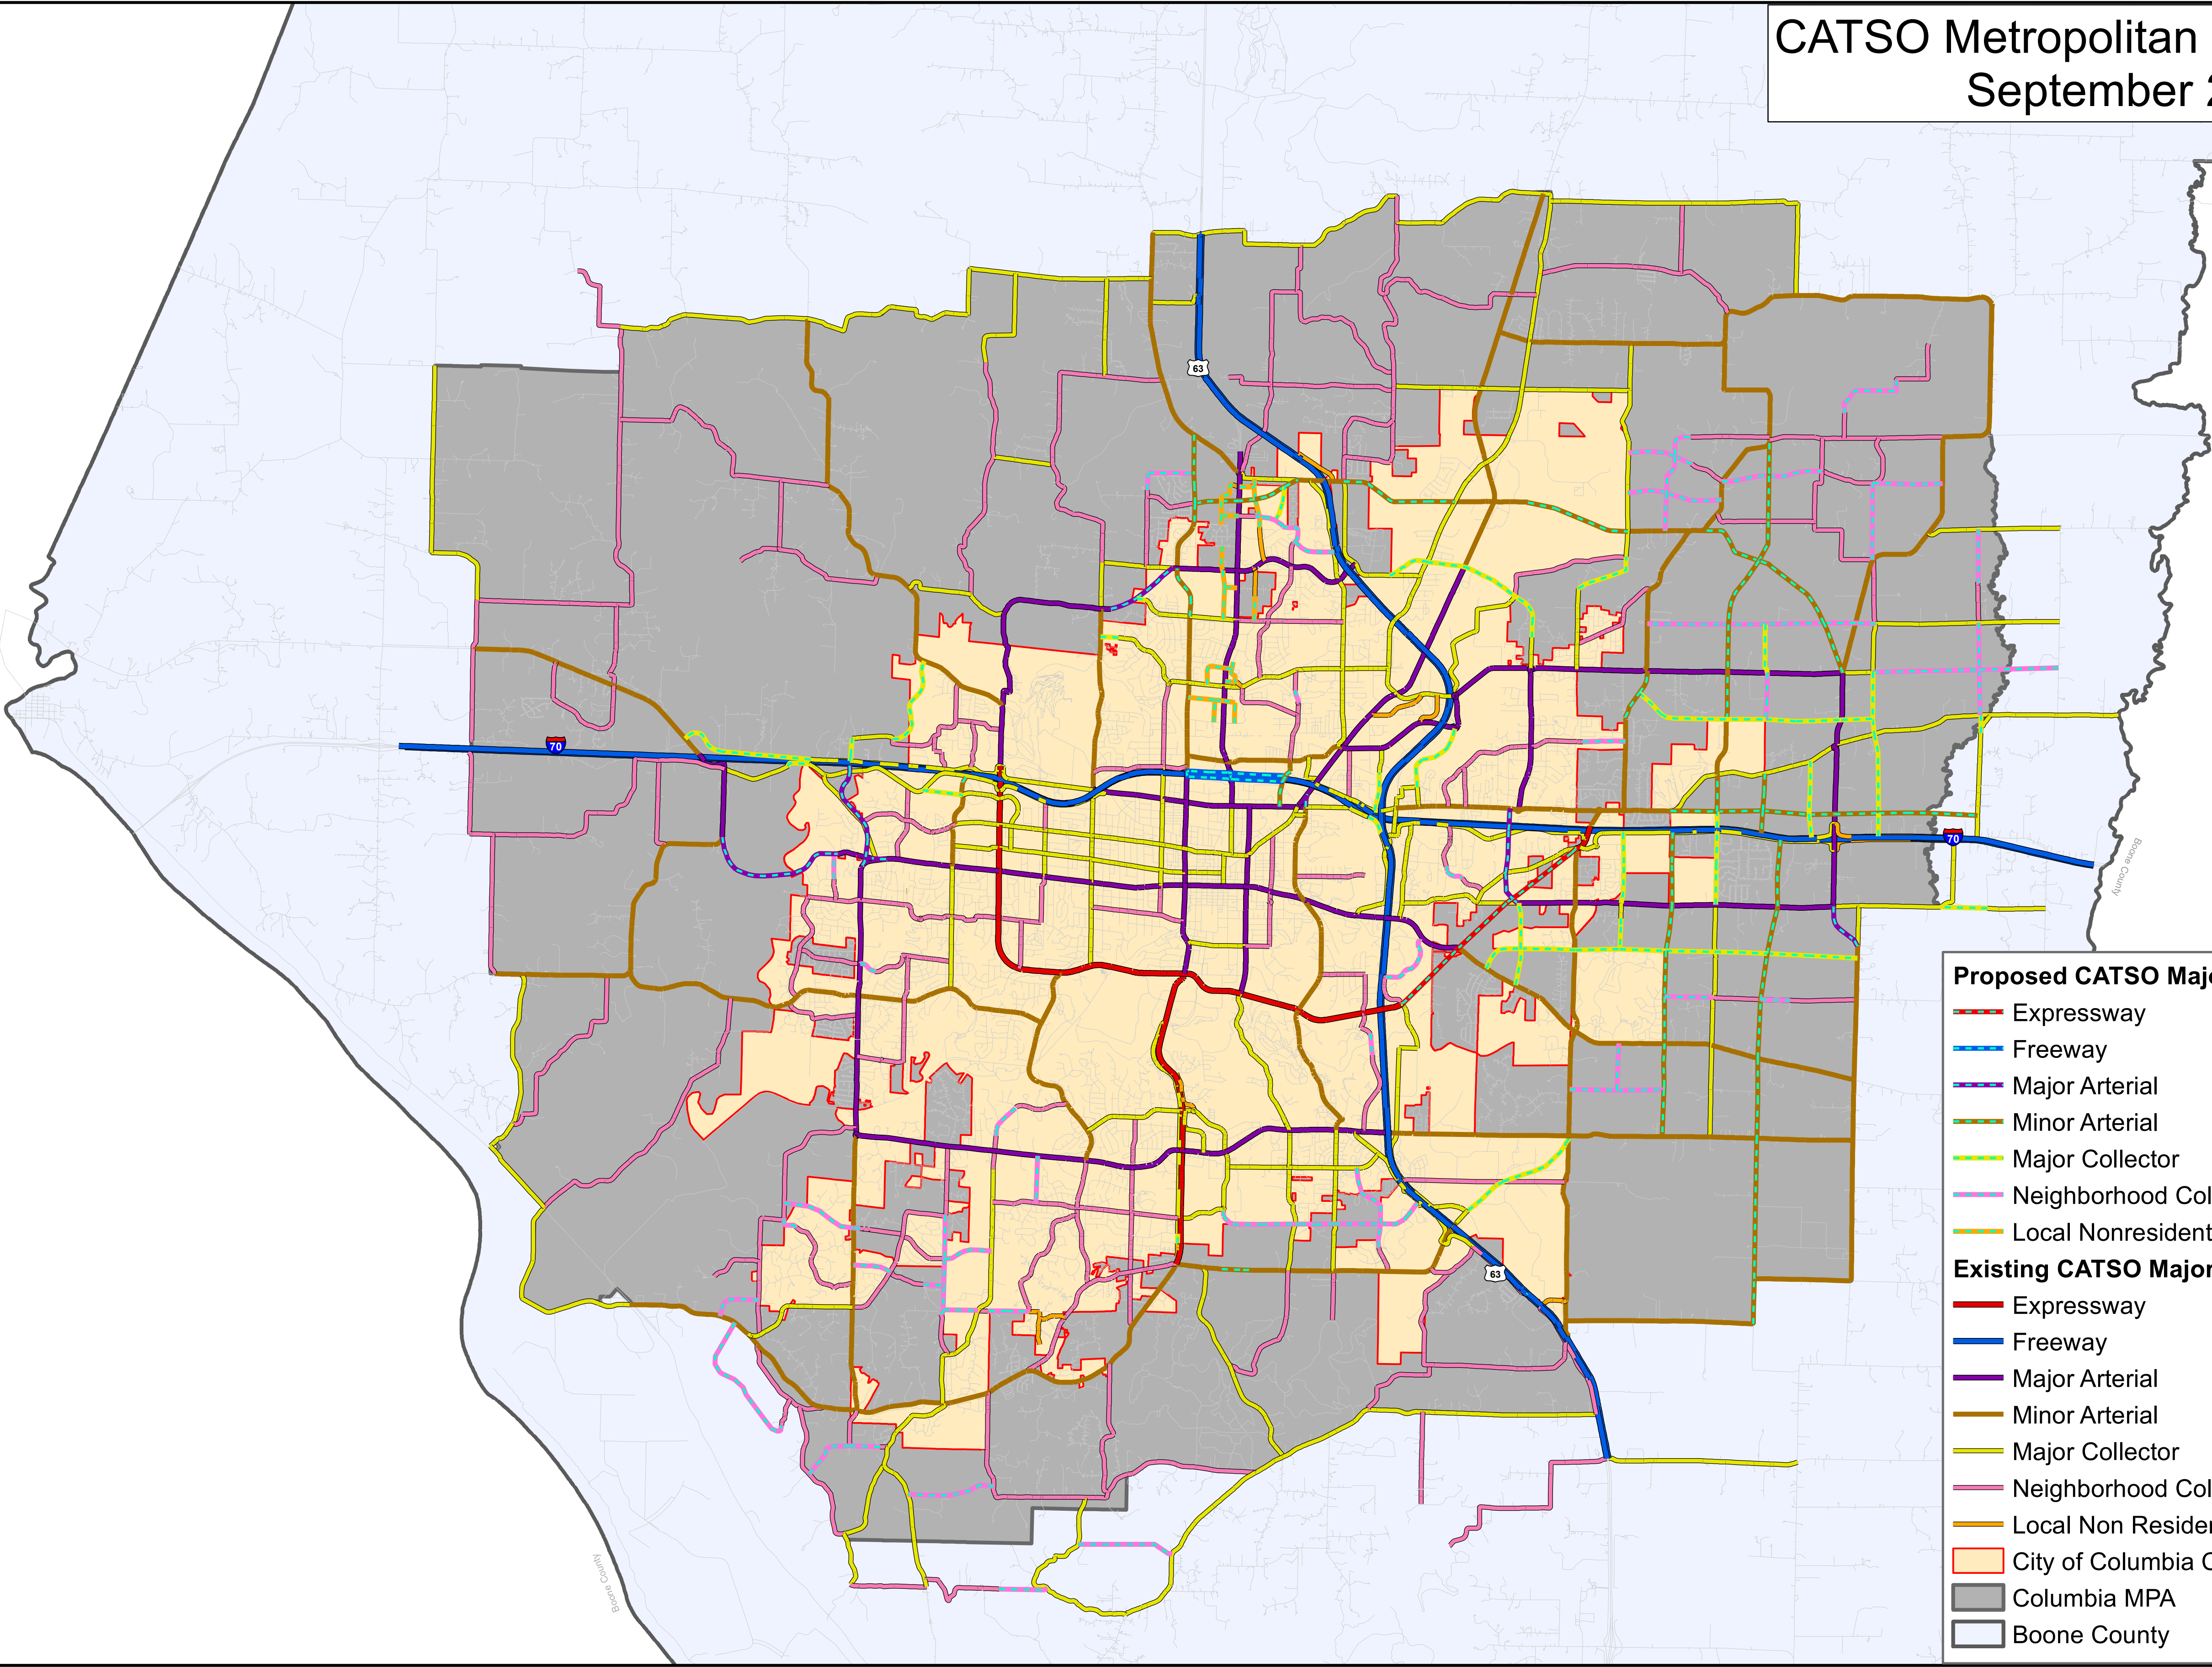 CATSO Metropolitan
September
63
70
70
Boone County
Proposed CATSO Majo
Expressway
Freeway
Major Arterial
Minor Arterial
Major Collector
Neighborhood Col
Local Nonresident
Existing CATSO Major
Expressway
Freeway
Major Arterial
Minor Arterial
Major Collector
Neighborhood Col
Local Non Reside
City of Columbia C
Columbia MPA
Boone County
63
Boone County